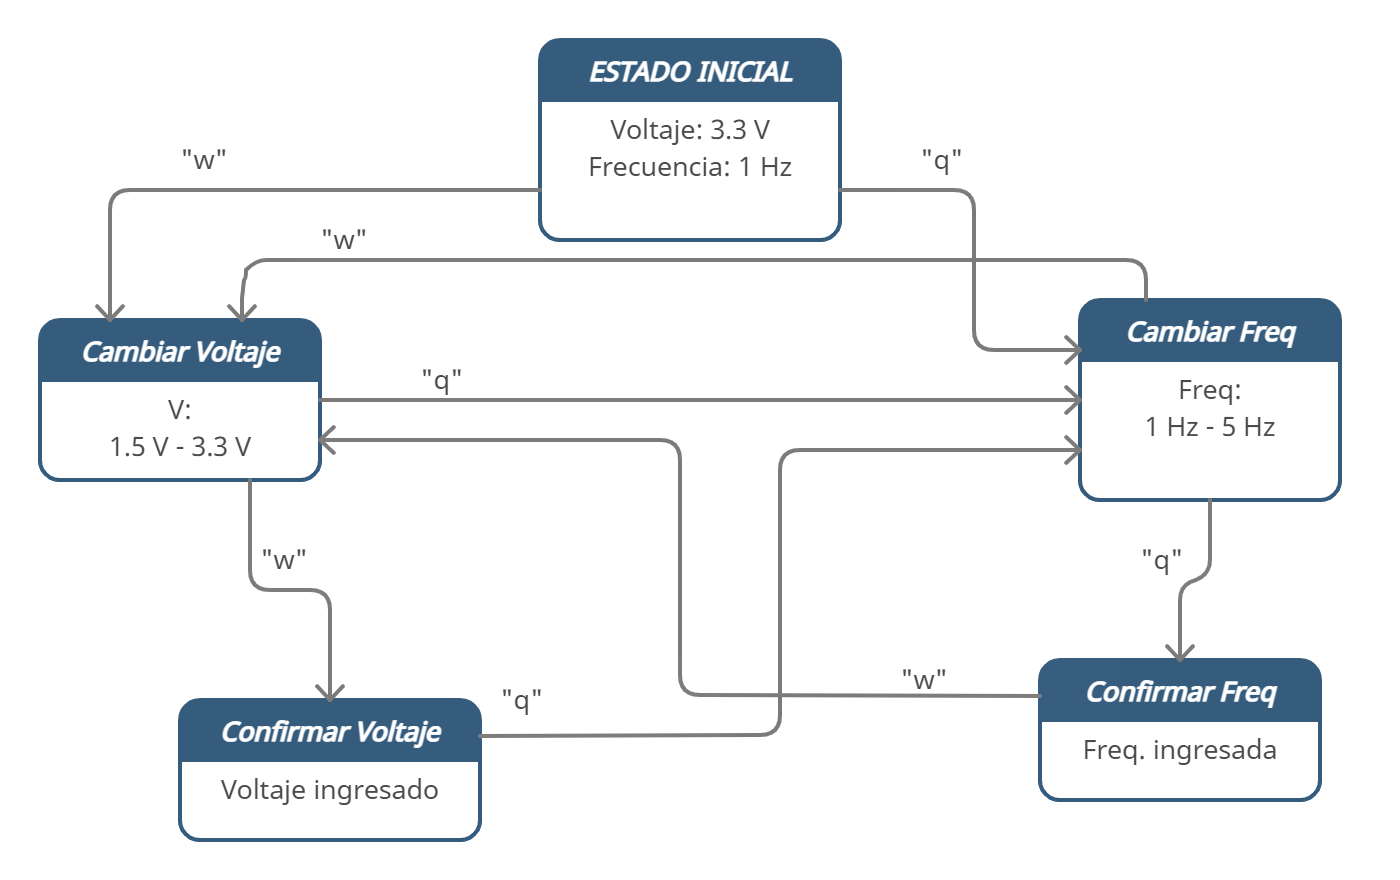 ESTADO INICIAL
Voltaje: 3.3 V
Frecuencia: 1 Hz
"w"
"q"
"w"
Cambiar Voltaje
V:
1.5 V - 3.3 V
Cambiar Freq
Freq:
1 Hz - 5 Hz
"q"
"w"
"q"
Confirmar Voltaje
Voltaje ingresado
"q"
"w"
Confirmar Freq
Freq. ingresada